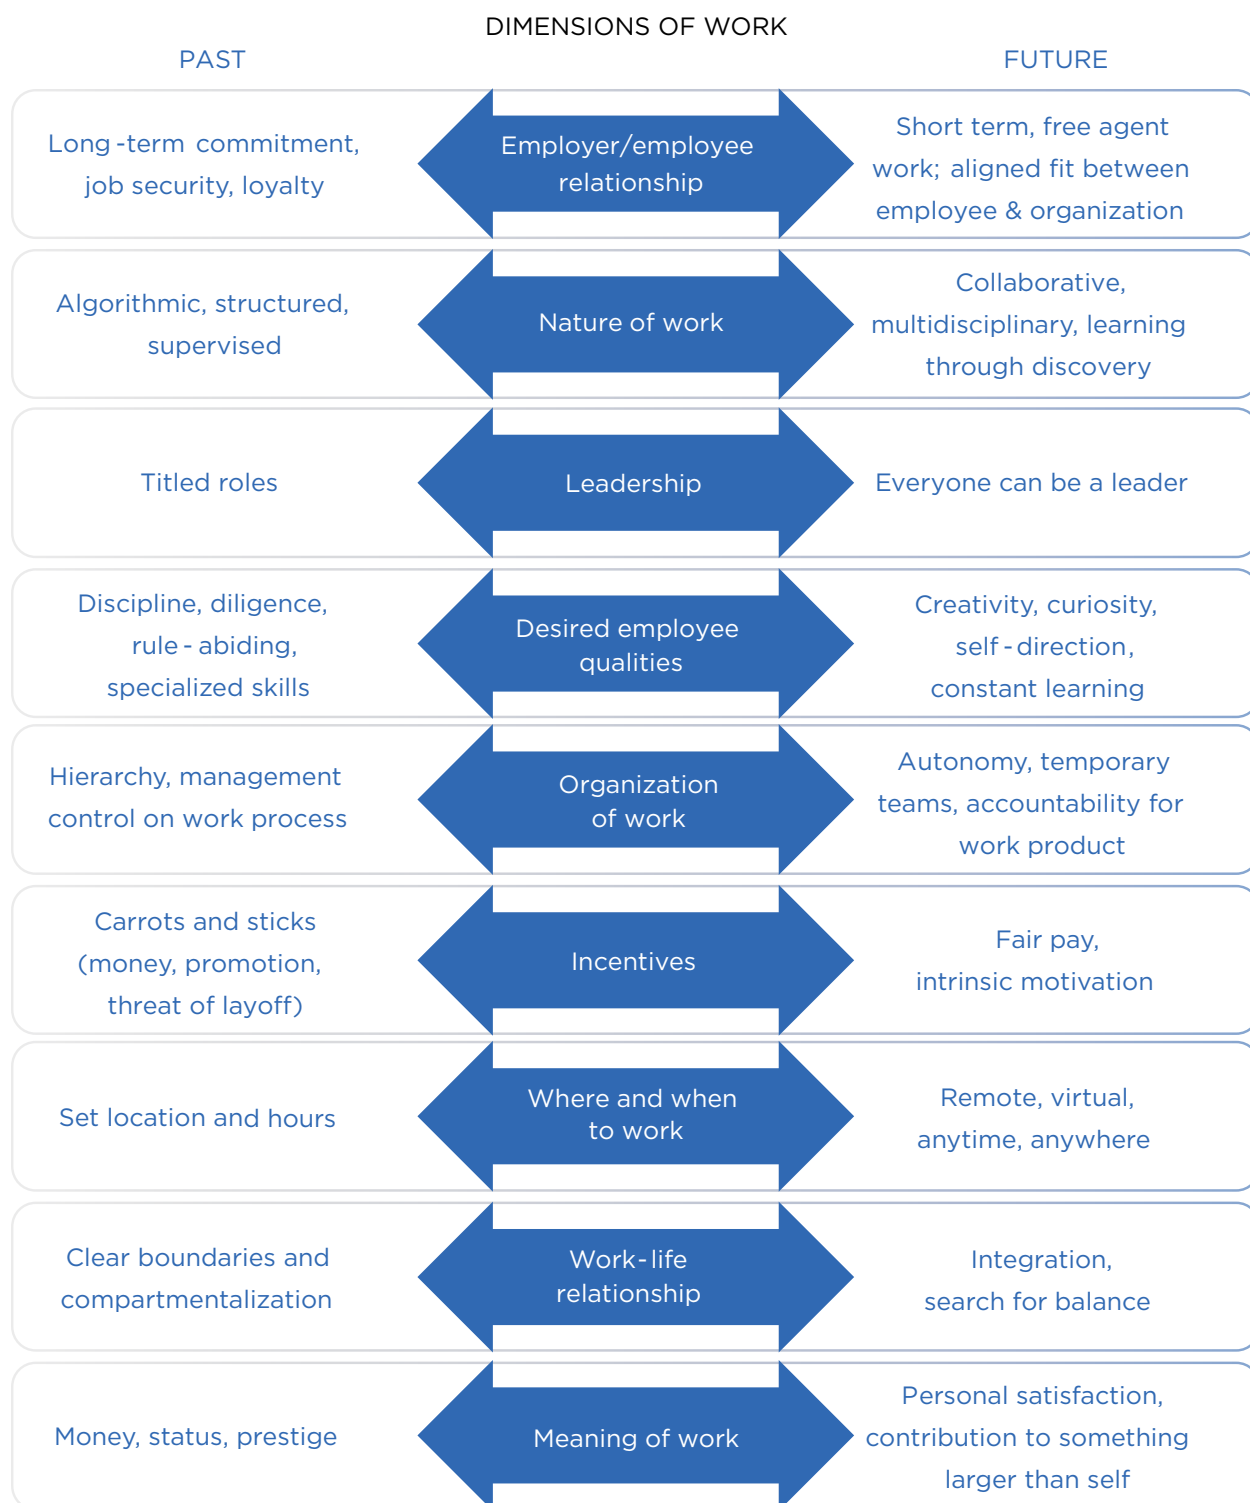 DIMENSIONS OF WORK
PAST
FUTURE
Long-term commitment,
job security, loyalty
Employer/employee
relationship
Short term, free agent
work; aligned fit between
employee & organization
Algorithmic, structured,
supervised
Nature of work
Collaborative,
multidisciplinary, learning
through discovery
Titled roles
Leadership
Everyone can be a leader
Discipline, diligence,
rule-abiding,
specialized skills
Desired employee
qualities
Creativity, curiosity,
self-direction,
constant learning
Hierarchy, management
control on work process
Organization
of work
Autonomy, temporary
teams, accountability for
work product
Carrots and sticks
(money, promotion,
threat of layoff)
Incentives
Fair pay,
intrinsic motivation
Set location and hours
Where and when
to work
Remote, virtual,
anytime, anywhere
Clear boundaries and
compartmentalization
Work-life
relationship
Integration,
search for balance
Money, status, prestige
Meaning of work
Personal satisfaction,
contribution to something
larger than self